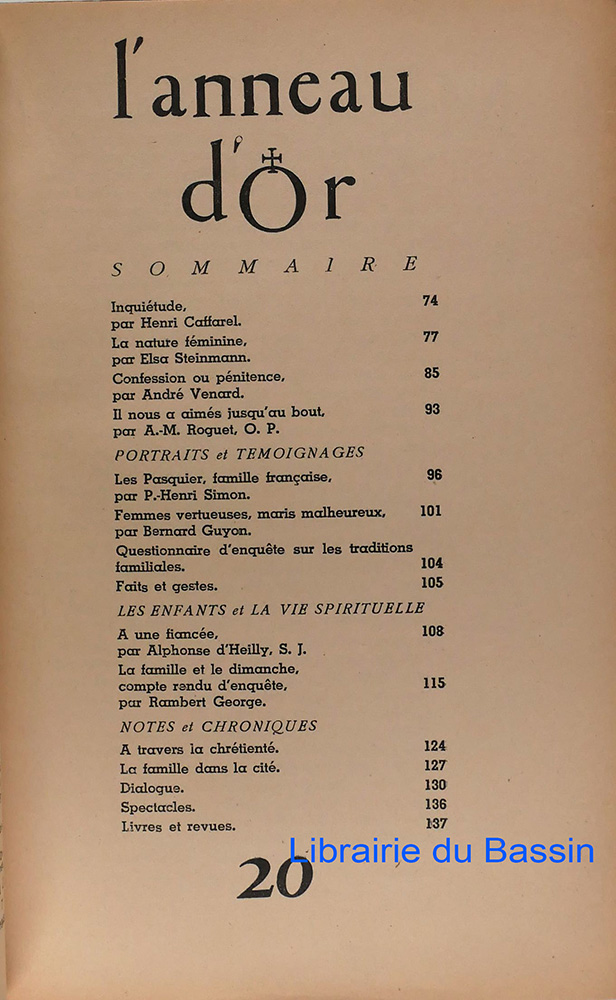 l'anneau
d'Or
SOMMAIRE
Inquiétude, 74
par Henri Caffarel.
La nature féminine, 77
par Elsa Steinmann.
Confession ou pénitence, 85
par André Venard.
Il nous a aimés jusqu'au bout, 93
par A.-M. Roguet, O. P.
PORTRAITS et TEMOIGNAGES
Les Pasquier, famille française, 96
par P.-Henri Simon.
Femmes vertueuses, maris malheureux, 101
par Bernard Guyon.
Questionnaire d'enquête sur les traditions
familiales. 104
Faits et gestes. 105
LES ENFANTS et LA VIE SPIRITUELLE
A une fiancée, 108
par Alphonse d'Heilly, S. J.
La famille et le dimanche,
compte rendu d'enquête, 115
par Rambert George.
NOTES et CHRONIQUES
A travers la chrétienté. 124
La famille dans la cité. 127
Dialogue. 130
Spectacles. 136
Livres et revues. 137
Librairie du Bassin
20